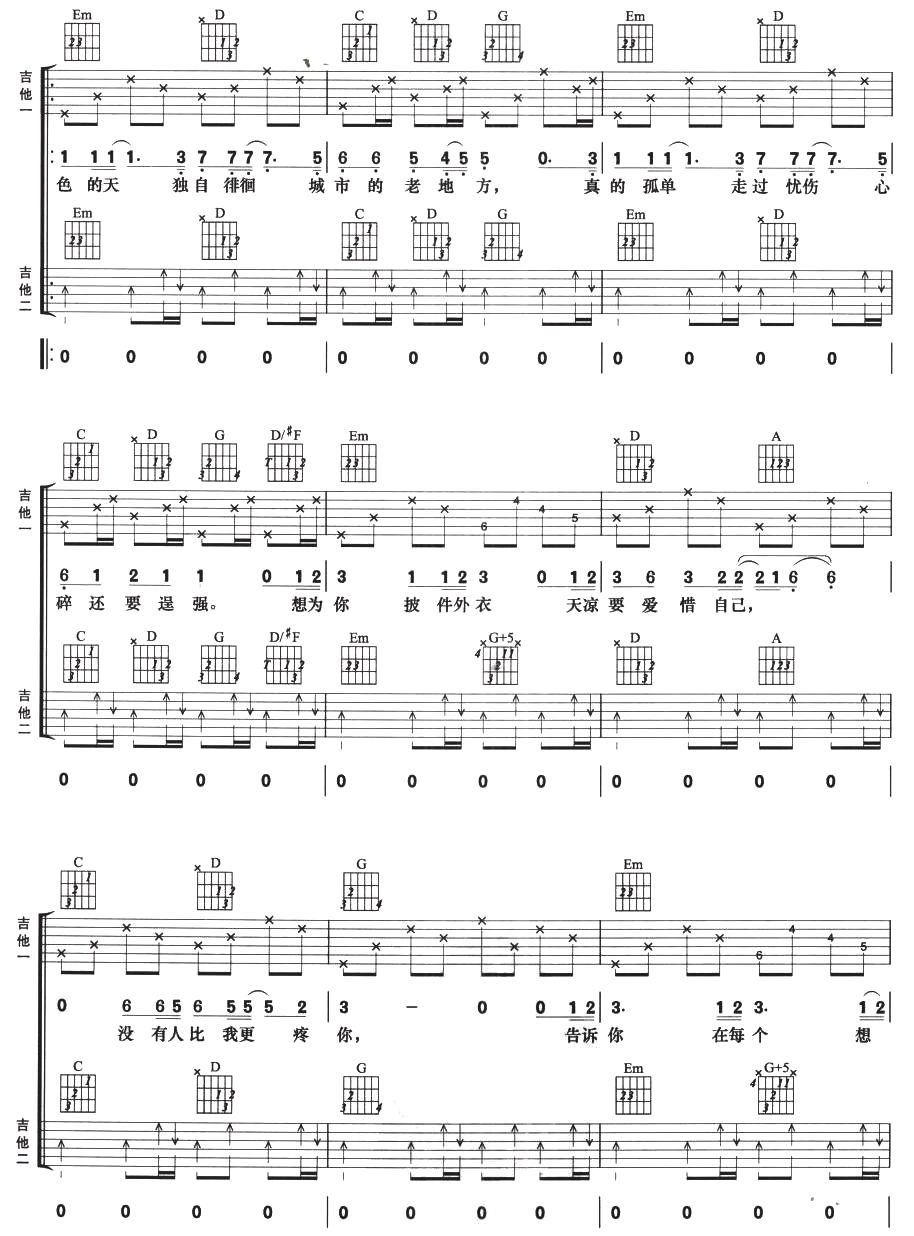 Em D C D G Em D
吉他一
1 1 1 1. 3 7 7 7 7. 5 6 6 5 4 5 5 0. 3 1 1 1 1. 3 7 7 7 7. 5
色 的天 独自 徘徊 城 市 的 老 地 方, 真 的 孤单 走过 忧伤 心
Em D C D G Em D
吉他二
0 0 0 0 0 0 0 0 0 0 0 0
C D G D/#F Em D A
吉他一
6 4 4 5
6 1 2 1 1 0 1 2 3 1 1 2 3 0 1 2 3 6 3 2 2 2 1 6 6
碎 还 要 逞 强。 想为 你 披 件外 衣 天凉 要 爱 惜 自己,
C D G D/#F Em G+5 D A
吉他二
0 0 0 0 0 0 0 0 0 0 0 0
C D G Em
吉他一
6 4 4 5
0 6 6 5 6 5 5 5 2 3 - 0 0 1 2 3. 1 2 3. 1 2
没 有人 比 我更 疼 你, 告诉 你 在每 个 想
C D G Em G+5
吉他二
0 0 0 0 0 0 0 0 0 0 0 0